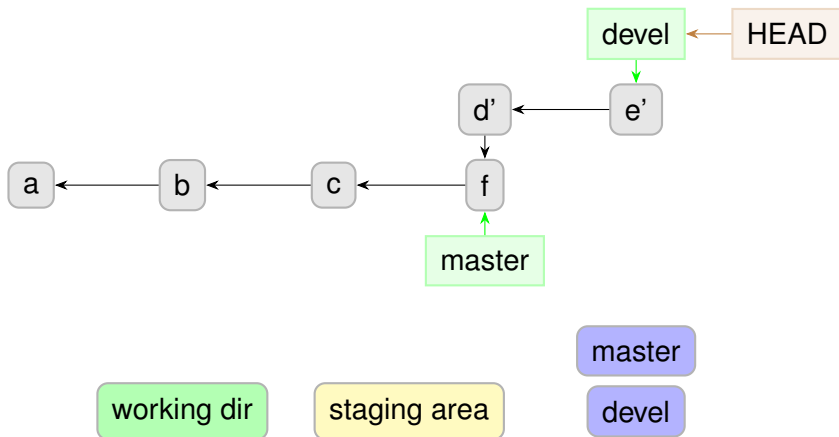 devel
HEAD
d’
e’
a
b
c
f
master
master
working dir
staging area
devel